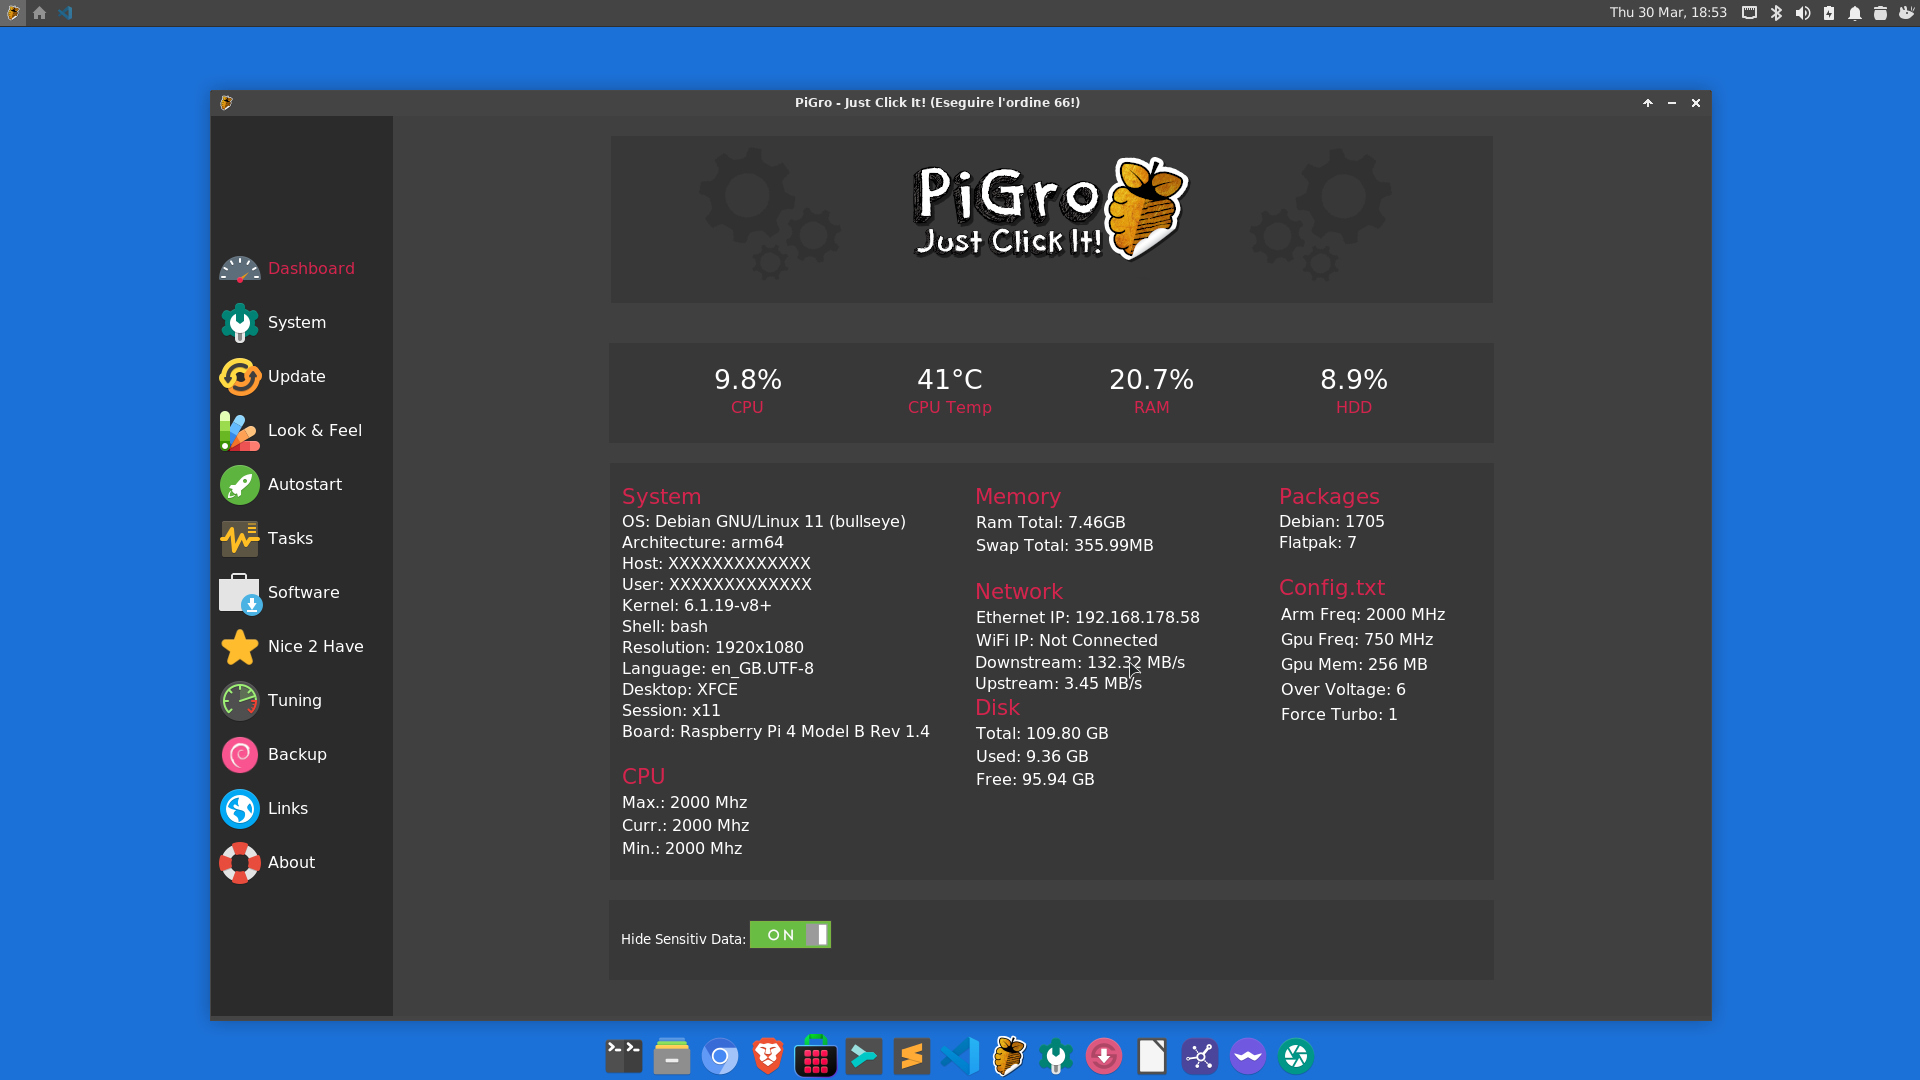 Thu 30 Mar, 18:53
PiGro - Just Click It! (Eseguire l'ordine 66!)
PiGro
Just Click It!
Dashboard
System
Update
Look & Feel
Autostart
Tasks
Software
Nice 2 Have
Tuning
Backup
Links
About
9.8%
CPU
41°C
CPU Temp
20.7%
RAM
8.9%
HDD
System
OS: Debian GNU/Linux 11 (bullseye)
Architecture: arm64
Host: XXXXXXXXXXXXX
User: XXXXXXXXXXXXX
Kernel: 6.1.19-v8+
Shell: bash
Resolution: 1920x1080
Language: en_GB.UTF-8
Desktop: XFCE
Session: x11
Board: Raspberry Pi 4 Model B Rev 1.4
CPU
Max.: 2000 Mhz
Curr.: 2000 Mhz
Min.: 2000 Mhz
Memory
Ram Total: 7.46GB
Swap Total: 355.99MB
Network
Ethernet IP: 192.168.178.58
WiFi IP: Not Connected
Downstream: 132.32 MB/s
Upstream: 3.45 MB/s
Disk
Total: 109.80 GB
Used: 9.36 GB
Free: 95.94 GB
Packages
Debian: 1705
Flatpak: 7
Config.txt
Arm Freq: 2000 MHz
Gpu Freq: 750 MHz
Gpu Mem: 256 MB
Over Voltage: 6
Force Turbo: 1
Hide Sensitiv Data: ON